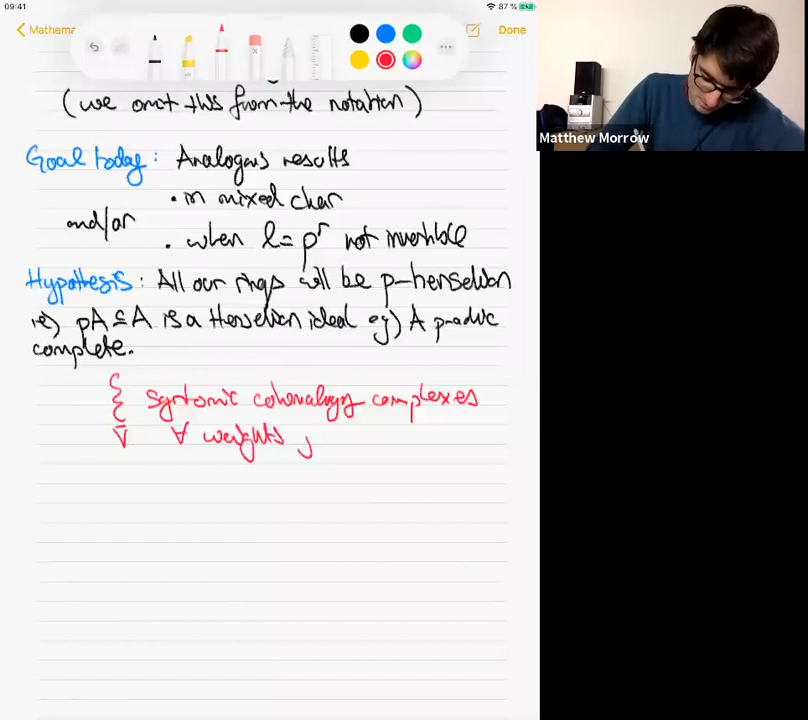 09:41
87 %
Mathema
Done
(we omit this from the notation)
Goal today: Analogous results
• in mixed char
and/or
• when l = p^r not invertible
Hypothesis: All our rings will be p-henselian
ie) pA ⊆ A is a Henselian ideal eg) A p-adic
complete.
syntomic cohomology complexes
∀ weights j
Matthew Morrow